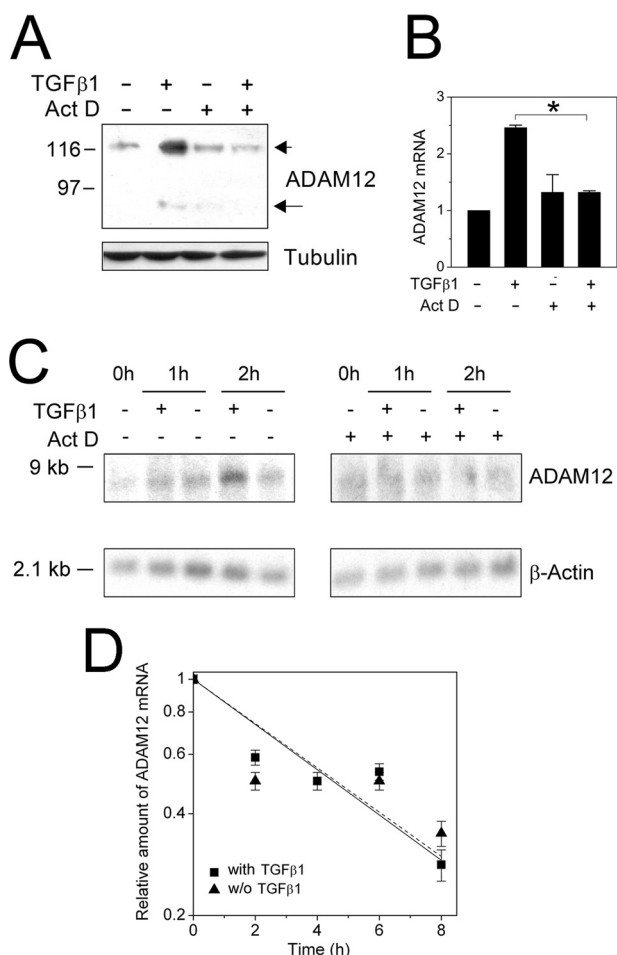 A
TGFβ1 - + - +
Act D - - + +
116
97
ADAM12
Tubulin
B
ADAM12 mRNA
3
2
1
0
*
TGFβ1 - + - +
Act D - - + +
C
0h 1h 2h 0h 1h 2h
TGFβ1 - + - + - - + - + -
Act D - - - - - + + + + +
9 kb
ADAM12
2.1 kb
β-Actin
D
Relative amount of ADAM12 mRNA
1
0.8
0.6
0.4
0.2
with TGFβ1
w/o TGFβ1
0 2 4 6 8
Time (h)